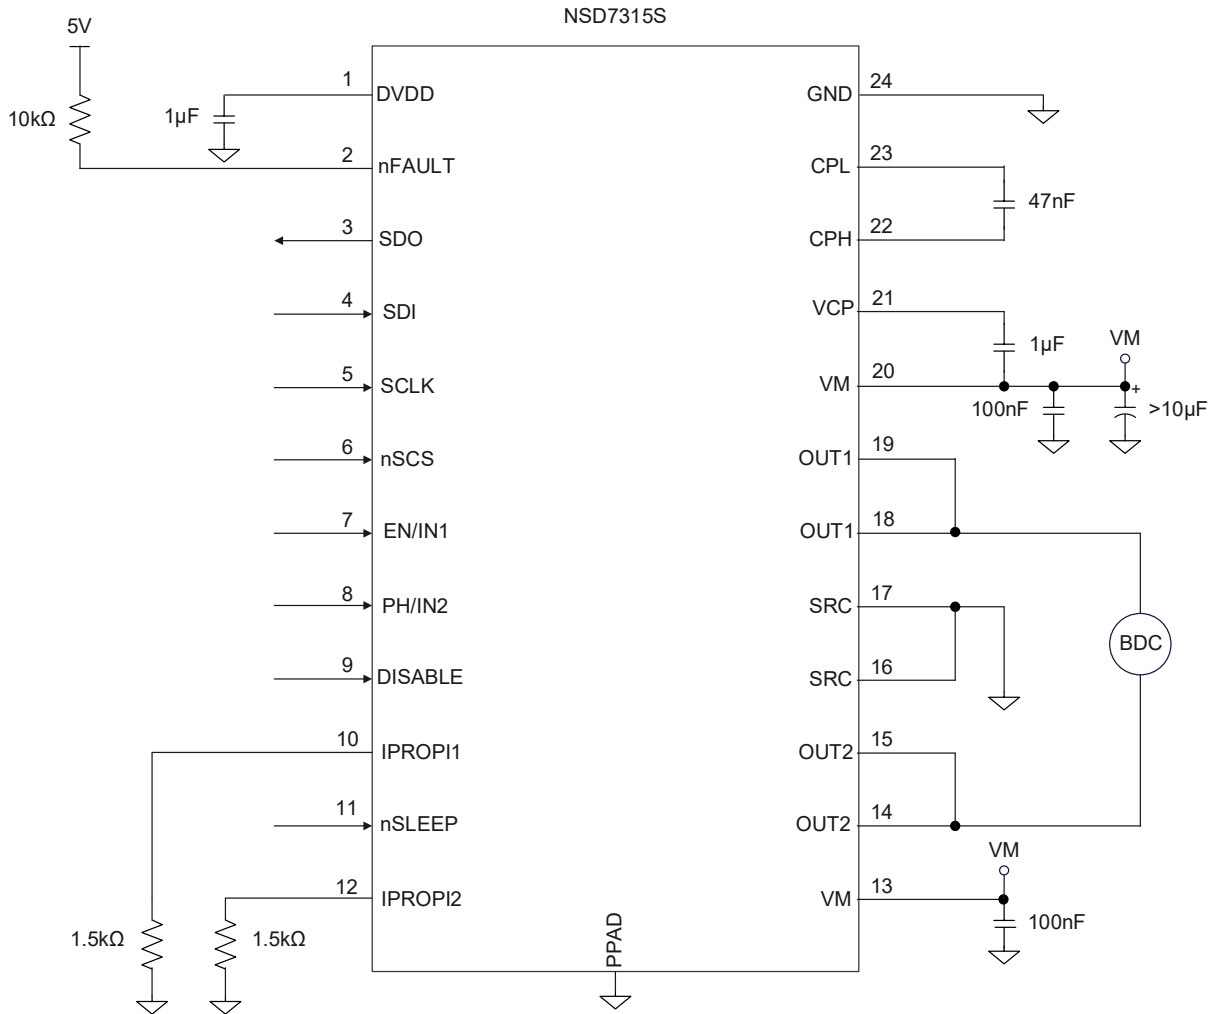 NSD7315S
5V
10kΩ
1µF
1
DVDD
2
nFAULT
3
SDO
4
SDI
5
SCLK
6
nSCS
7
EN/IN1
8
PH/IN2
9
DISABLE
10
IPROPI1
11
nSLEEP
12
IPROPI2
1.5kΩ
1.5kΩ
PPAD
GND
24
CPL
23
47nF
CPH
22
VCP
21
1µF
VM
VM
20
100nF
+
>10µF
OUT1
19
OUT1
18
SRC
17
BDC
SRC
16
OUT2
15
OUT2
14
VM
VM
13
100nF